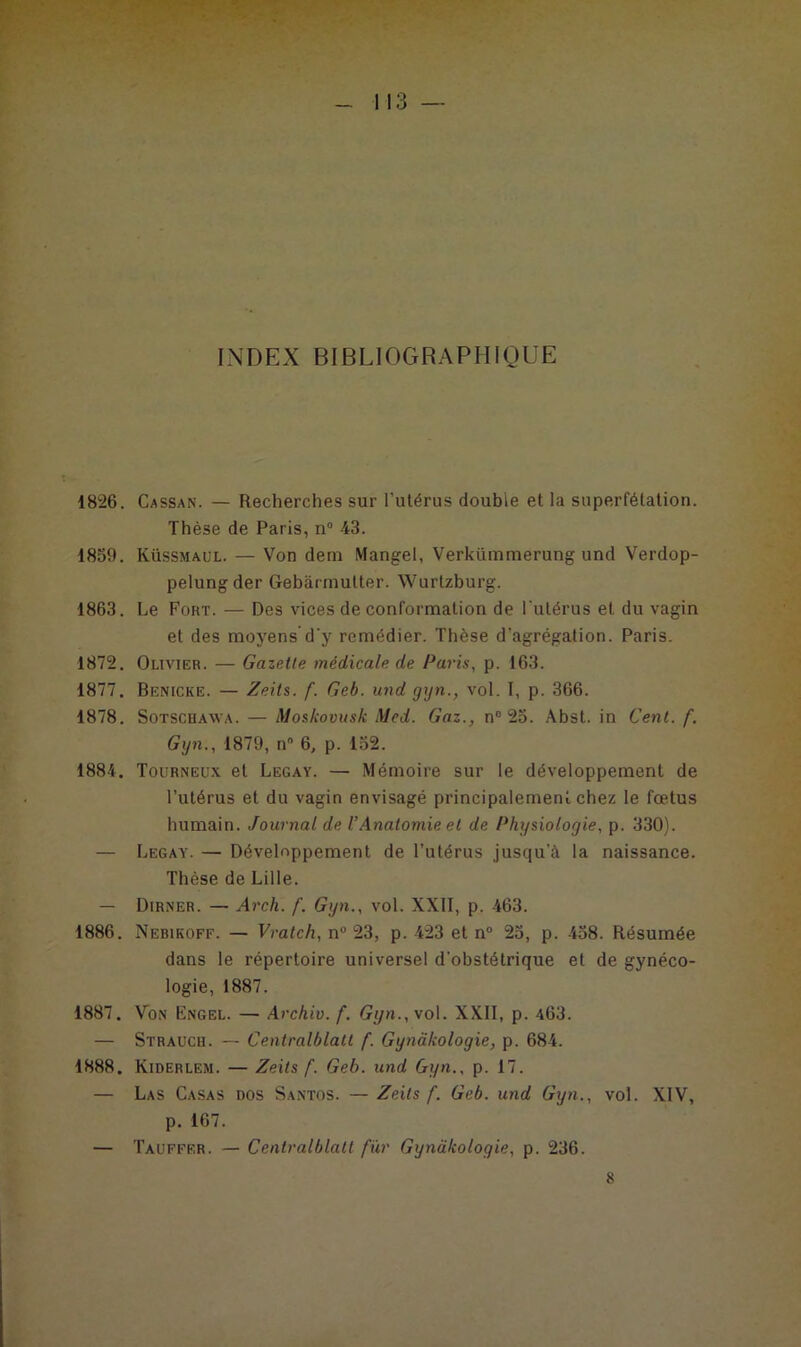 — 113 —
INDEX BIBLIOGRAPHIQUE
1826. Cassan. — Recherches sur l'utérus double et la superfétation.
Thèse de Paris, n° 43.
1859. Küssmaul. — Von dem Mangel, Verkümmerung und Verdop-
pelung der Gebärmutter. Wurtzburg.
1863. Le Fort. — Des vices de conformation de l'utérus et du vagin
et des moyens d'y remédier. Thèse d'agrégation. Paris.
1872. Olivier. — Gazette médicale de Paris, p. 163.
1877. Benicke. — Zeits. f. Geb. und gyn., vol. I, p. 366.
1878. Sotschawa. — Moskovusk Med. Gaz., n° 25. Abst. in Cent. f.
Gyn., 1879, n° 6, p. 152.
1884. Tourneux et Legay. — Mémoire sur le développement de
l'utérus et du vagin envisagé principalement chez le fœtus
humain. Journal de l'Anatomie et de Physiologie, p. 330).
— Legay. — Développement de l'utérus jusqu'à la naissance.
Thèse de Lille.
— Dirner. — Arch. f. Gyn., vol. XXII, p. 463.
1886. Nebikoff. — Vratch, n° 23, p. 423 et n° 25, p. 458. Résumée
dans le répertoire universel d'obstétrique et de gynéco-
logie, 1887.
1887. Von Engel. — Archiv. f. Gyn., vol. XXII, p. 463.
— Strauch. — Centralblatt f. Gynäkologie, p. 684.
1888. Kiderlem. — Zeits f. Geb. und Gyn., p. 17.
— Las Casas dos Santos. — Zeits f. Geb. und Gyn., vol. XIV,
p. 167.
— Tauffer. — Centralblatt für Gynäkologie, p. 236.
8